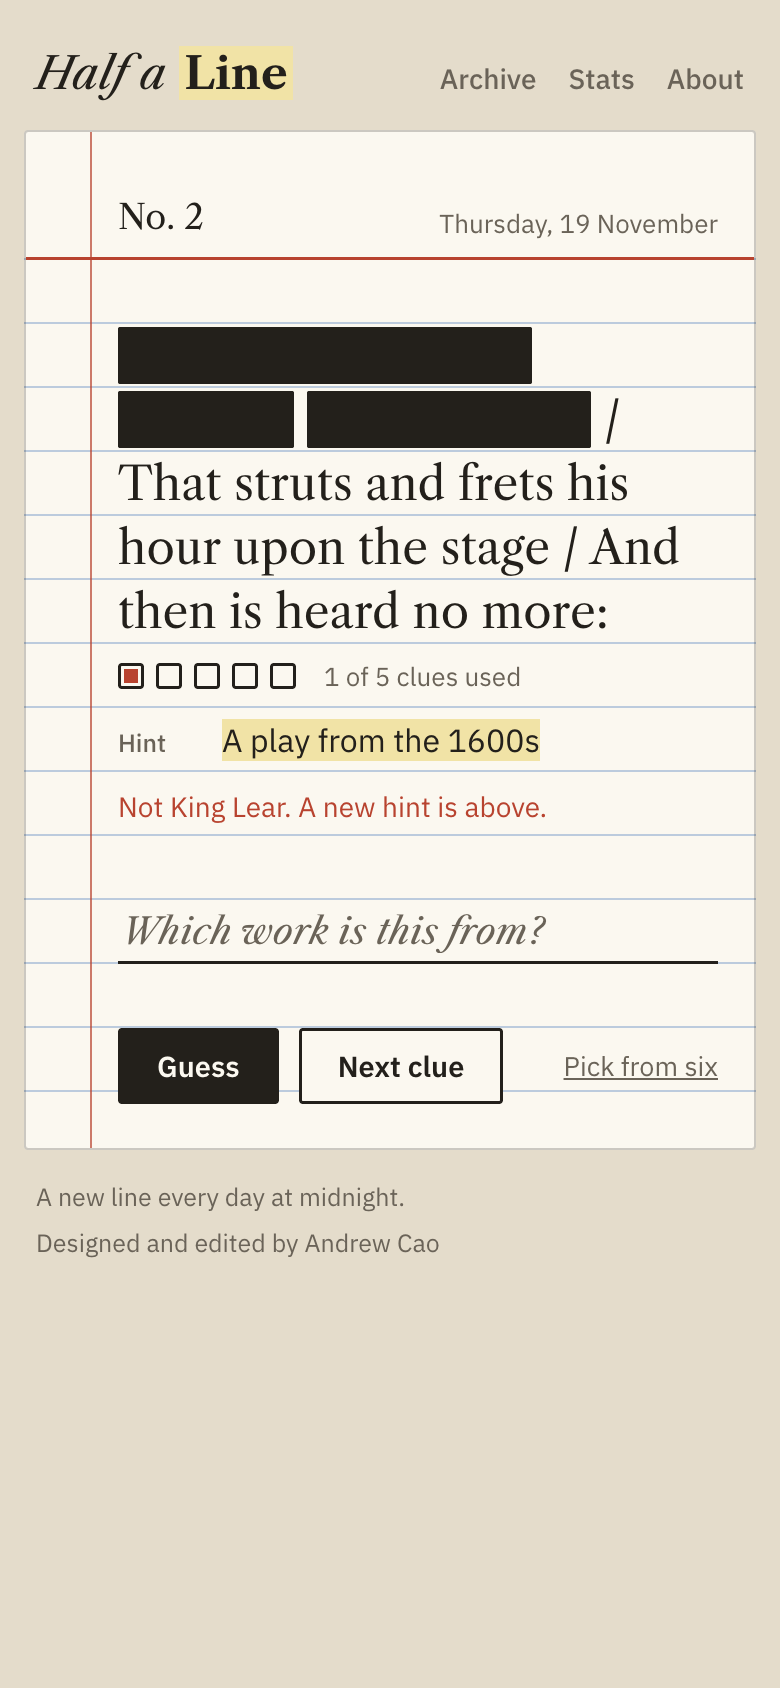 Half a Line
Archive Stats About
No. 2
Thursday, 19 November
/
That struts and frets his
hour upon the stage / And
then is heard no more:
1 of 5 clues used
Hint A play from the 1600s
Not King Lear. A new hint is above.
Which work is this from?
Guess Next clue Pick from six
A new line every day at midnight.
Designed and edited by Andrew Cao